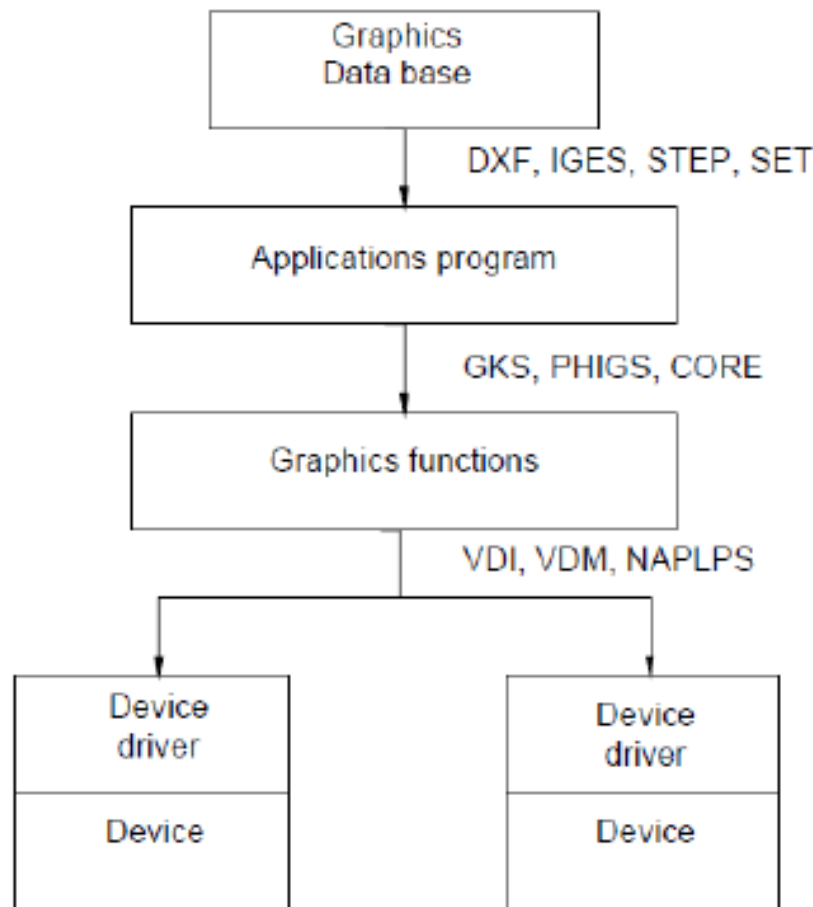 Graphics
Data base
DXF, IGES, STEP, SET
Applications program
GKS, PHIGS, CORE
Graphics functions
VDI, VDM, NAPLPS
Device
driver
Device
Device
driver
Device